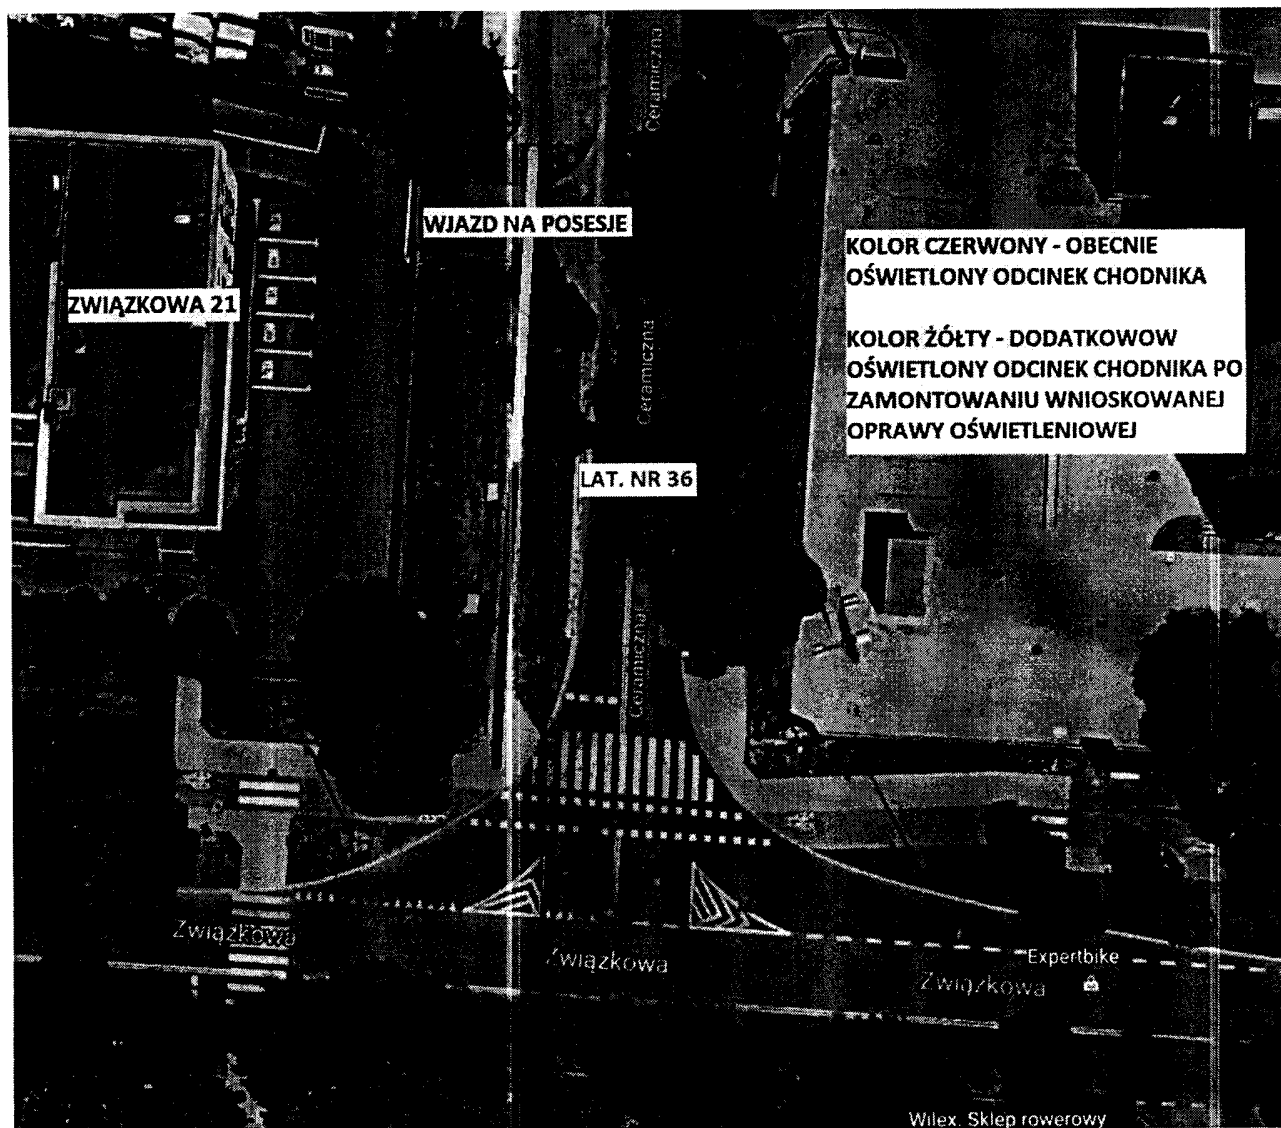 Ceramiczna
WJAZD NA POSESJE
KOLOR CZERWONY - OBECNIE
OŚWIETLONY ODCINEK CHODNIKA
ZWIĄZKOWA 21
KOLOR ŻÓŁTY - DODATKOWOW
OŚWIETLONY ODCINEK CHODNIKA PO
ZAMONTOWANIU WNIOSKOWANEJ
OPRAWY OŚWIETLENIOWEJ
Ceramiczna
LAT. NR 36
Ceramiczna
Związkowa
Związkowa
Expertbike
Związkowa
Wilex. Sklep rowerowy